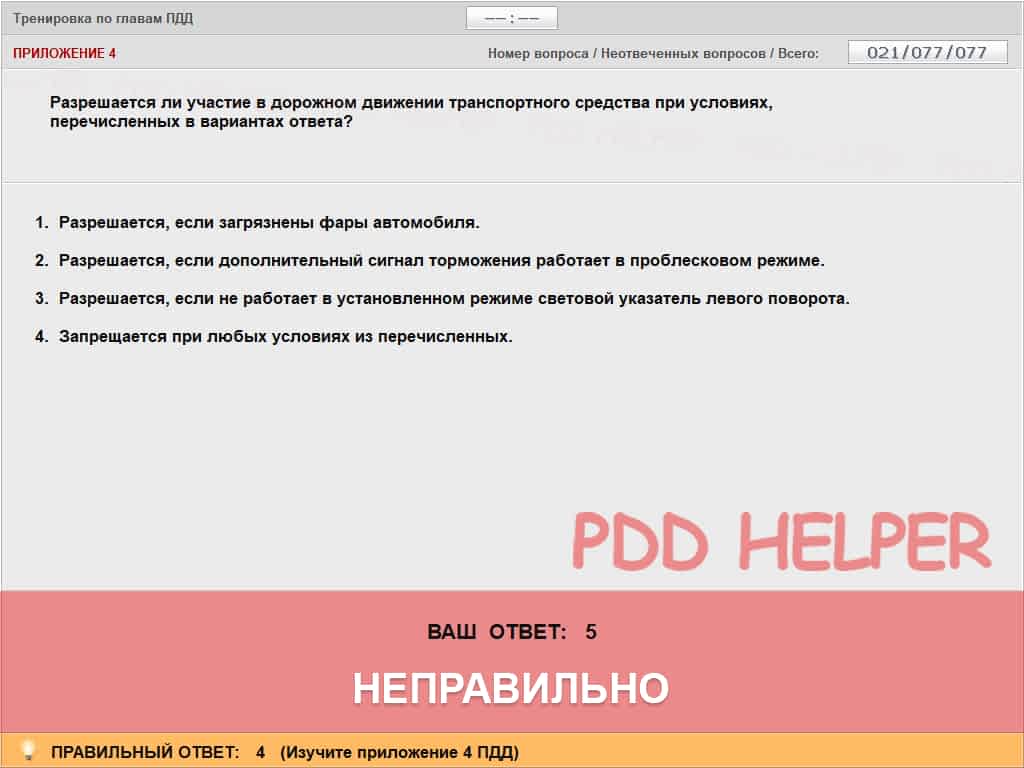 Тренировка по главам ПДД
–– : ––
ПРИЛОЖЕНИЕ 4
Номер вопроса / Неотвеченных вопросов / Всего:
021/077/077
Разрешается ли участие в дорожном движении транспортного средства при условиях,
перечисленных в вариантах ответа?
1. Разрешается, если загрязнены фары автомобиля.
2. Разрешается, если дополнительный сигнал торможения работает в проблесковом режиме.
3. Разрешается, если не работает в установленном режиме световой указатель левого поворота.
4. Запрещается при любых условиях из перечисленных.
PDD HELPER
ВАШ ОТВЕТ: 5
НЕПРАВИЛЬНО
ПРАВИЛЬНЫЙ ОТВЕТ: 4 (Изучите приложение 4 ПДД)